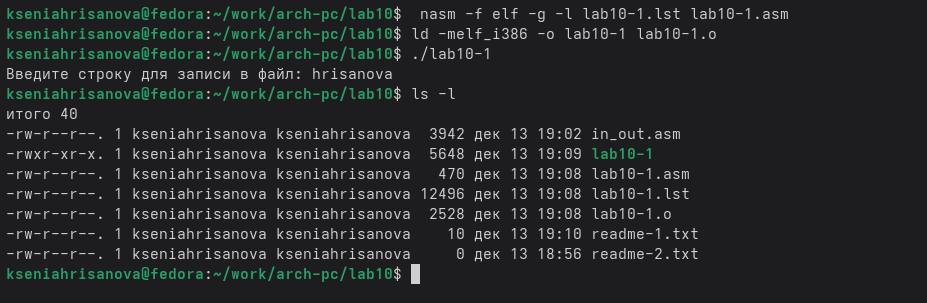 kseniahrisanova@fedora:~/work/arch-pc/lab10$  nasm -f elf -g -l lab10-1.lst lab10-1.asm
kseniahrisanova@fedora:~/work/arch-pc/lab10$ ld -melf_i386 -o lab10-1 lab10-1.o
kseniahrisanova@fedora:~/work/arch-pc/lab10$ ./lab10-1
Введите строку для записи в файл: hrisanova
kseniahrisanova@fedora:~/work/arch-pc/lab10$ ls -l
итого 40
-rw-r--r--. 1 kseniahrisanova kseniahrisanova  3942 дек 13 19:02 in_out.asm
-rwxr-xr-x. 1 kseniahrisanova kseniahrisanova  5648 дек 13 19:09 lab10-1
-rw-r--r--. 1 kseniahrisanova kseniahrisanova   470 дек 13 19:08 lab10-1.asm
-rw-r--r--. 1 kseniahrisanova kseniahrisanova 12496 дек 13 19:08 lab10-1.lst
-rw-r--r--. 1 kseniahrisanova kseniahrisanova  2528 дек 13 19:08 lab10-1.o
-rw-r--r--. 1 kseniahrisanova kseniahrisanova    10 дек 13 19:10 readme-1.txt
-rw-r--r--. 1 kseniahrisanova kseniahrisanova     0 дек 13 18:56 readme-2.txt
kseniahrisanova@fedora:~/work/arch-pc/lab10$